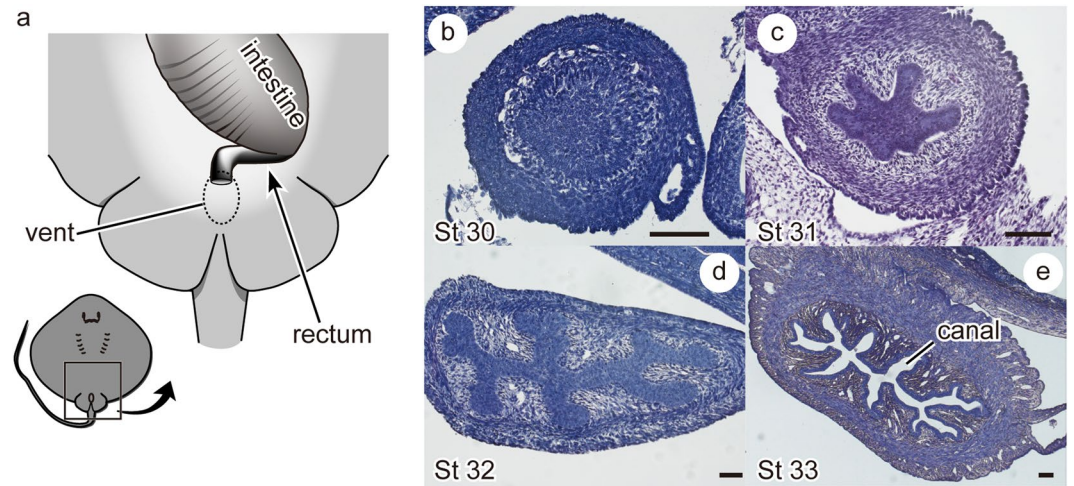 a
intestine
vent
rectum
b
St 30
c
St 31
d
St 32
e
canal
St 33